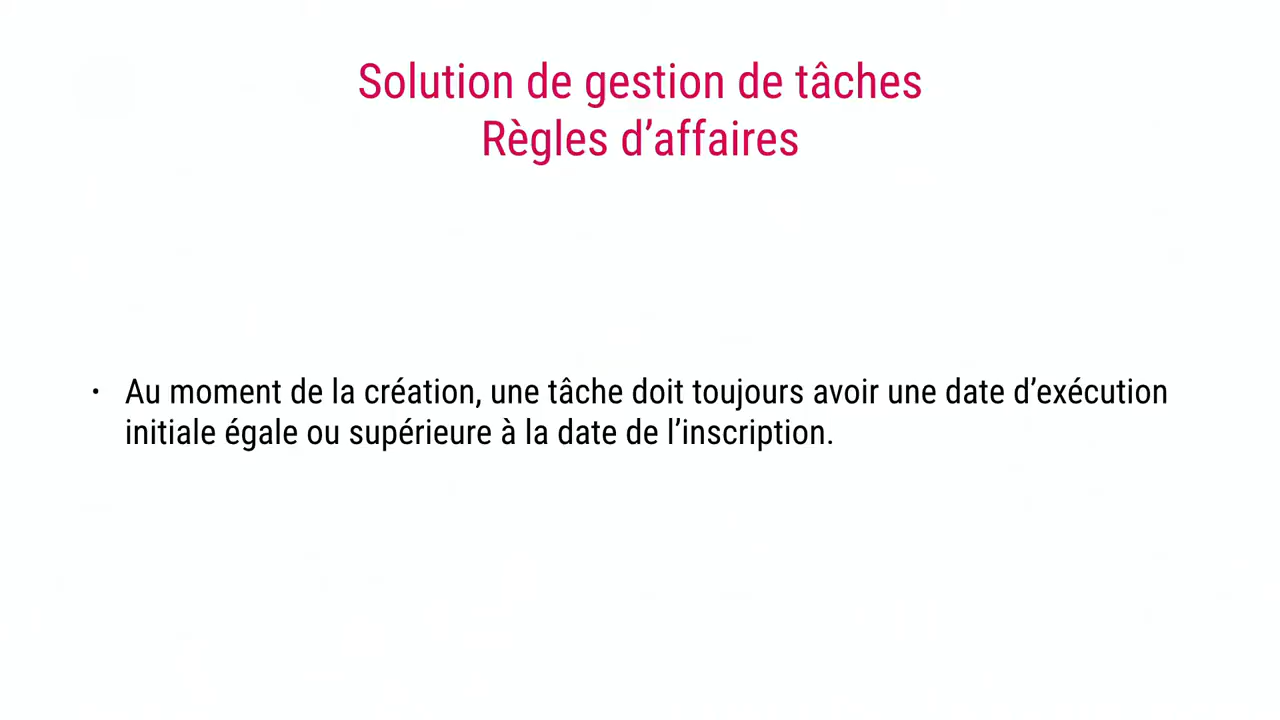 Solution de gestion de tâches
Règles d’affaires
• Au moment de la création, une tâche doit toujours avoir une date d’exécution
initiale égale ou supérieure à la date de l’inscription.